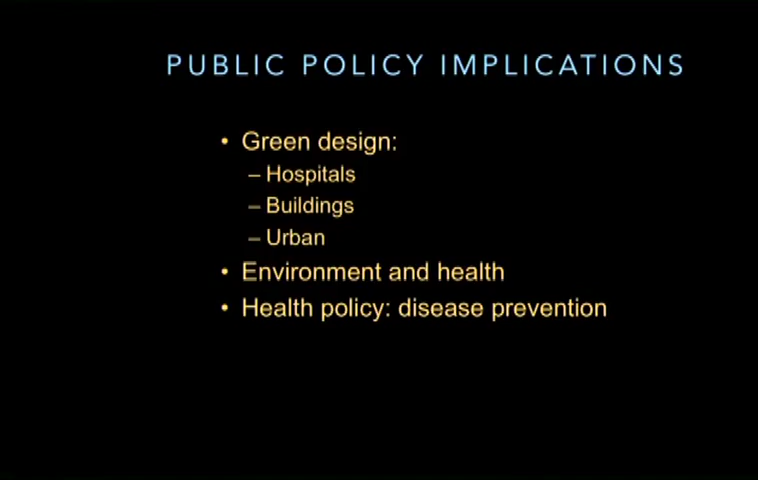 PUBLIC POLICY IMPLICATIONS
• Green design:
– Hospitals
– Buildings
– Urban
• Environment and health
• Health policy: disease prevention